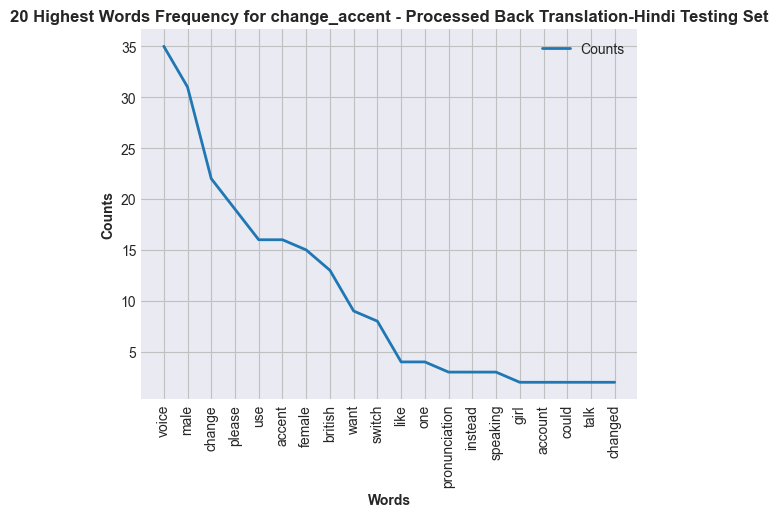 20 Highest Words Frequency for change_accent - Processed Back Translation-Hindi Testing Set
Counts
35
30
25
20
15
10
5
Counts
voice
male
change
please
use
accent
female
british
want
switch
like
one
pronunciation
instead
speaking
girl
account
could
talk
changed
Words